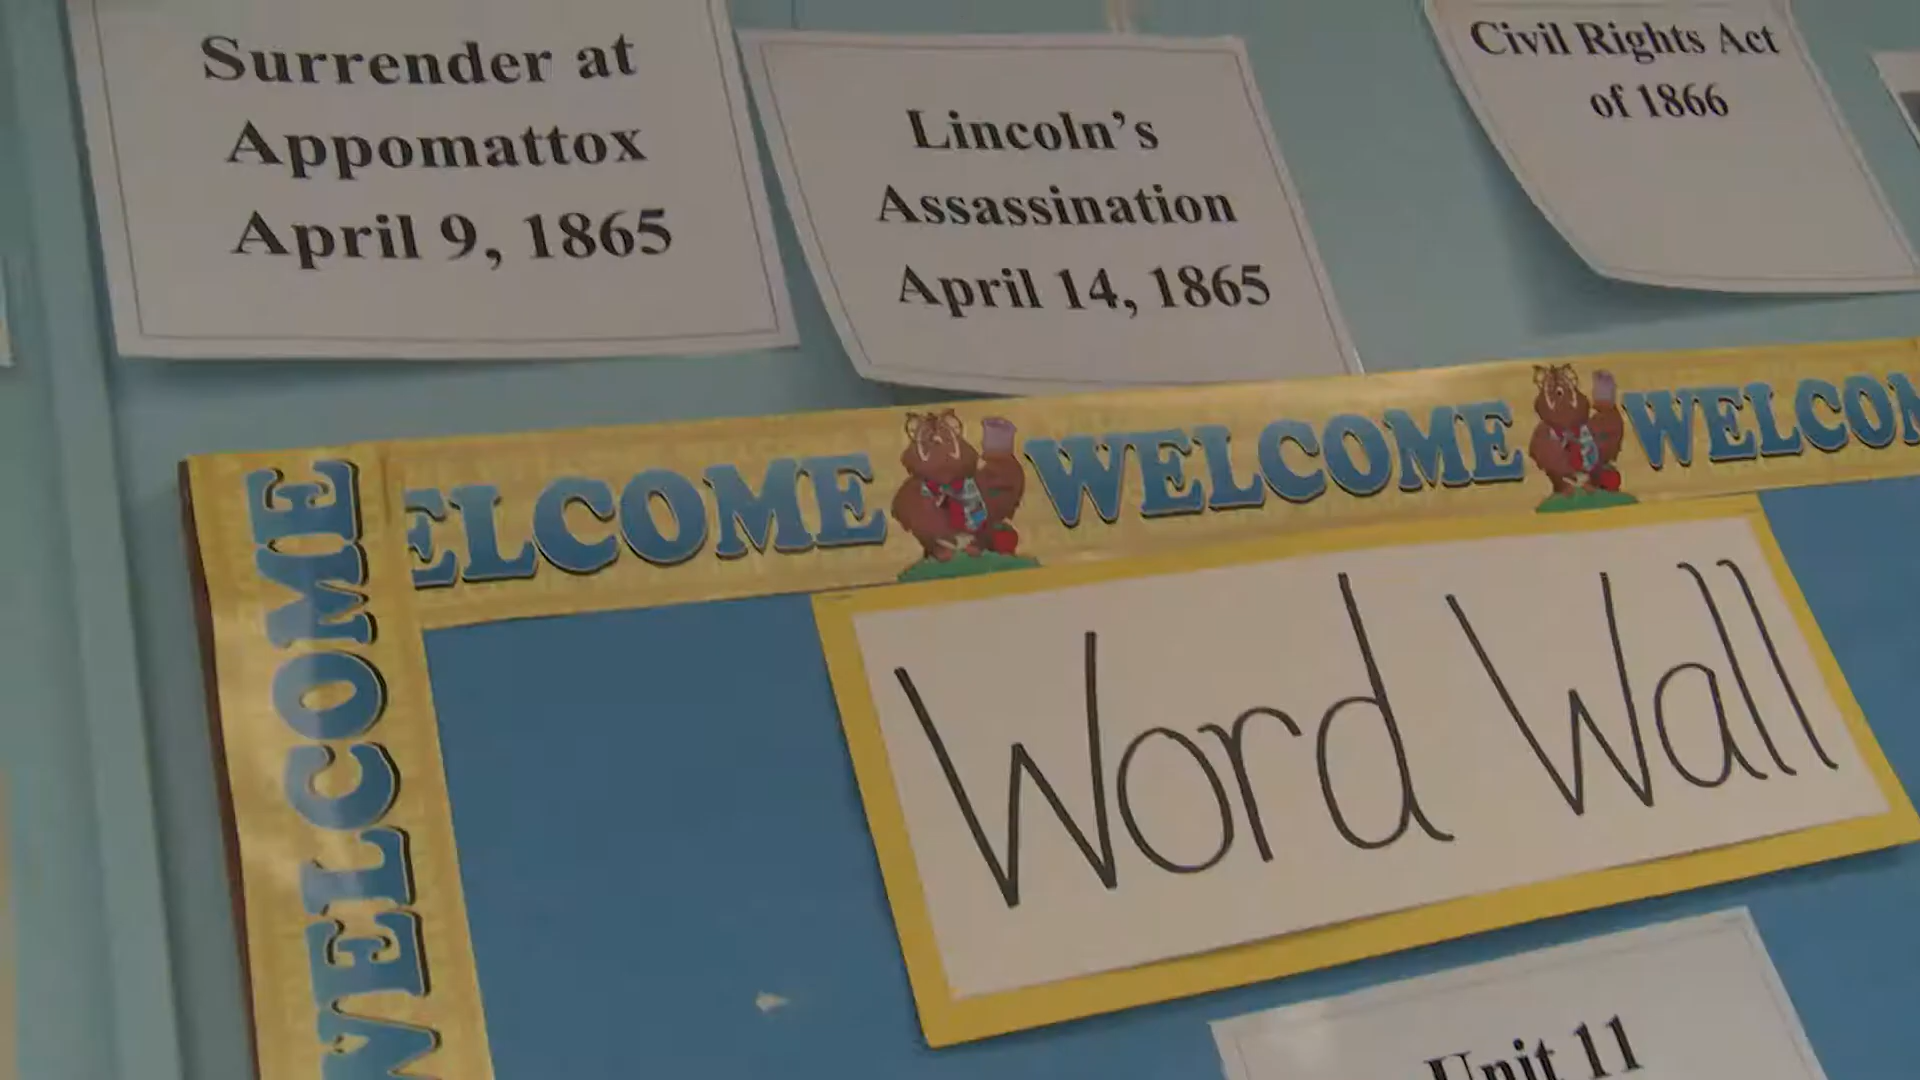 Surrender at
Appomattox
April 9, 1865
Lincoln's
Assassination
April 14, 1865
Civil Rights Act
of 1866
ELCOME WELCOME WELCOM
WELCOME
Word Wall
Unit 11